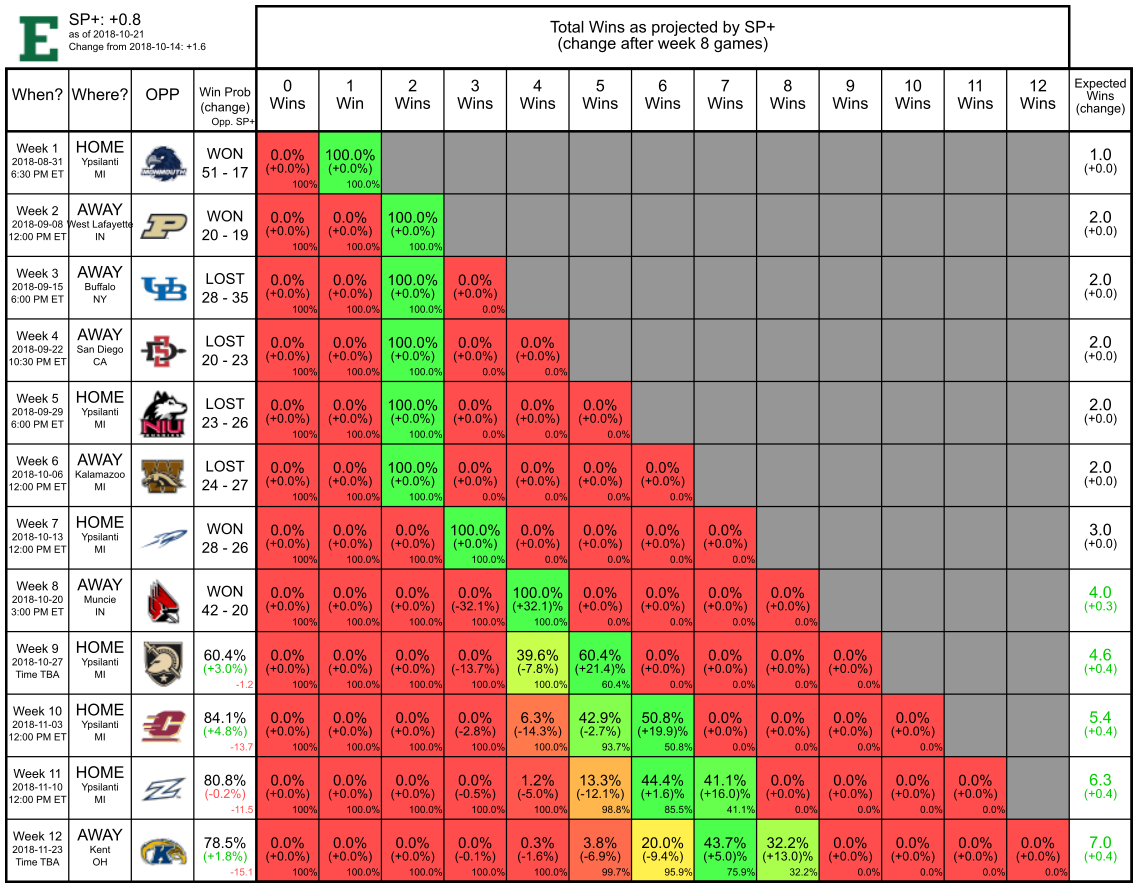 E
SP+: +0.8
as of 2018-10-21
Change from 2018-10-14: +1.6
Total Wins as projected by SP+
(change after week 8 games)
When? Where? OPP Win Prob (change) Opp. SP+ 0 Wins 1 Win 2 Wins 3 Wins 4 Wins 5 Wins 6 Wins 7 Wins 8 Wins 9 Wins 10 Wins 11 Wins 12 Wins Expected Wins (change)
Week 1 HOME MONMOUTH WON 0.0% 100.0% 1.0
2018-08-31 Ypsilanti (+0.0%) (+0.0%) (+0.0)
6:30 PM ET MI 51 - 17 100% 100.0%
Week 2 AWAY P WON 0.0% 0.0% 100.0% 2.0
2018-09-08 West Lafayette (+0.0%) (+0.0%) (+0.0%) (+0.0)
12:00 PM ET IN 20 - 19 100% 100.0% 100.0%
Week 3 AWAY UB LOST 0.0% 0.0% 100.0% 0.0% 2.0
2018-09-15 Buffalo (+0.0%) (+0.0%) (+0.0%) (+0.0%) (+0.0)
6:00 PM ET NY 28 - 35 100% 100.0% 100.0% 0.0%
Week 4 AWAY SD LOST 0.0% 0.0% 100.0% 0.0% 0.0% 2.0
2018-09-22 San Diego (+0.0%) (+0.0%) (+0.0%) (+0.0%) (+0.0%) (+0.0)
10:30 PM ET CA 20 - 23 100% 100.0% 100.0% 0.0% 0.0%
Week 5 HOME NIU LOST 0.0% 0.0% 100.0% 0.0% 0.0% 0.0% 2.0
2018-09-29 Ypsilanti (+0.0%) (+0.0%) (+0.0%) (+0.0%) (+0.0%) (+0.0%) (+0.0)
6:00 PM ET MI 23 - 26 100% 100.0% 100.0% 0.0% 0.0% 0.0%
Week 6 AWAY W LOST 0.0% 0.0% 100.0% 0.0% 0.0% 0.0% 0.0% 2.0
2018-10-06 Kalamazoo (+0.0%) (+0.0%) (+0.0%) (+0.0%) (+0.0%) (+0.0%) (+0.0%) (+0.0)
12:00 PM ET MI 24 - 27 100% 100.0% 100.0% 0.0% 0.0% 0.0% 0.0%
Week 7 HOME WON 0.0% 0.0% 0.0% 100.0% 0.0% 0.0% 0.0% 0.0% 3.0
2018-10-13 Ypsilanti (+0.0%) (+0.0%) (+0.0%) (+0.0%) (+0.0%) (+0.0%) (+0.0%) (+0.0%) (+0.0)
12:00 PM ET MI 28 - 26 100% 100.0% 100.0% 100.0% 0.0% 0.0% 0.0% 0.0%
Week 8 AWAY WON 0.0% 0.0% 0.0% 0.0% 100.0% 0.0% 0.0% 0.0% 0.0% 4.0
2018-10-20 Muncie (+0.0%) (+0.0%) (+0.0%) (-32.1%) (+32.1)% (+0.0%) (+0.0%) (+0.0%) (+0.0%) (+0.3)
3:00 PM ET IN 42 - 20 100% 100.0% 100.0% 100.0% 100.0% 0.0% 0.0% 0.0% 0.0%
Week 9 HOME 60.4% 0.0% 0.0% 0.0% 0.0% 39.6% 60.4% 0.0% 0.0% 0.0% 0.0% 4.6
2018-10-27 Ypsilanti (+3.0%) (+0.0%) (+0.0%) (+0.0%) (-13.7%) (-7.8%) (+21.4)% (+0.0%) (+0.0%) (+0.0%) (+0.0%) (+0.4)
Time TBA MI -1.2 100% 100.0% 100.0% 100.0% 100.0% 60.4% 0.0% 0.0% 0.0% 0.0%
Week 10 HOME C 84.1% 0.0% 0.0% 0.0% 0.0% 6.3% 42.9% 50.8% 0.0% 0.0% 0.0% 0.0% 5.4
2018-11-03 Ypsilanti (+4.8%) (+0.0%) (+0.0%) (+0.0%) (-2.8%) (-14.3%) (-2.7%) (+19.9)% (+0.0%) (+0.0%) (+0.0%) (+0.0%) (+0.4)
12:00 PM ET MI -13.7 100% 100.0% 100.0% 100.0% 100.0% 93.7% 50.8% 0.0% 0.0% 0.0% 0.0%
Week 11 HOME Z 80.8% 0.0% 0.0% 0.0% 0.0% 1.2% 13.3% 44.4% 41.1% 0.0% 0.0% 0.0% 0.0% 6.3
2018-11-10 Ypsilanti (-0.2%) (+0.0%) (+0.0%) (+0.0%) (-0.5%) (-5.0%) (-12.1%) (+1.6)% (+16.0)% (+0.0%) (+0.0%) (+0.0%) (+0.0%) (+0.4)
12:00 PM ET MI -11.5 100% 100.0% 100.0% 100.0% 100.0% 98.8% 85.5% 41.1% 0.0% 0.0% 0.0% 0.0%
Week 12 AWAY K 78.5% 0.0% 0.0% 0.0% 0.0% 0.3% 3.8% 20.0% 43.7% 32.2% 0.0% 0.0% 0.0% 0.0% 7.0
2018-11-23 Kent (+1.8%) (+0.0%) (+0.0%) (+0.0%) (-0.1%) (-1.6%) (-6.9%) (-9.4%) (+5.0)% (+13.0)% (+0.0%) (+0.0%) (+0.0%) (+0.0%) (+0.4)
Time TBA OH -15.1 100% 100.0% 100.0% 100.0% 100.0% 99.7% 95.9% 75.9% 32.2% 0.0% 0.0% 0.0% 0.0%